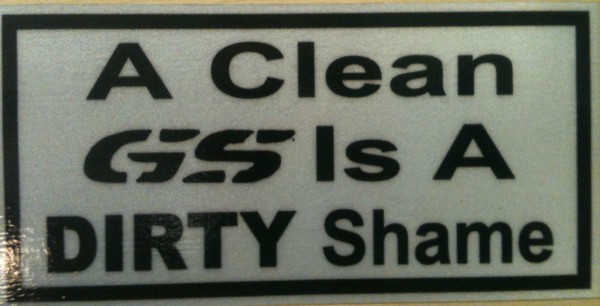 A Clean
GS Is A
DIRTY Shame